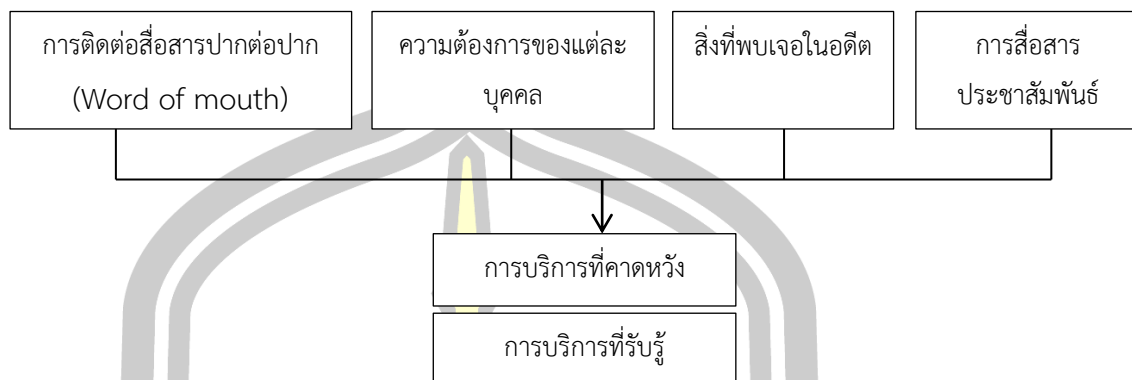 การติดต่อสื่อสารปากต่อปาก
(Word of mouth)
ความต้องการของแต่ละ
บุคคล
สิ่งที่พบเจอในอดีต
การสื่อสาร
ประชาสัมพันธ์
การบริการที่คาดหวัง
การบริการที่รับรู้